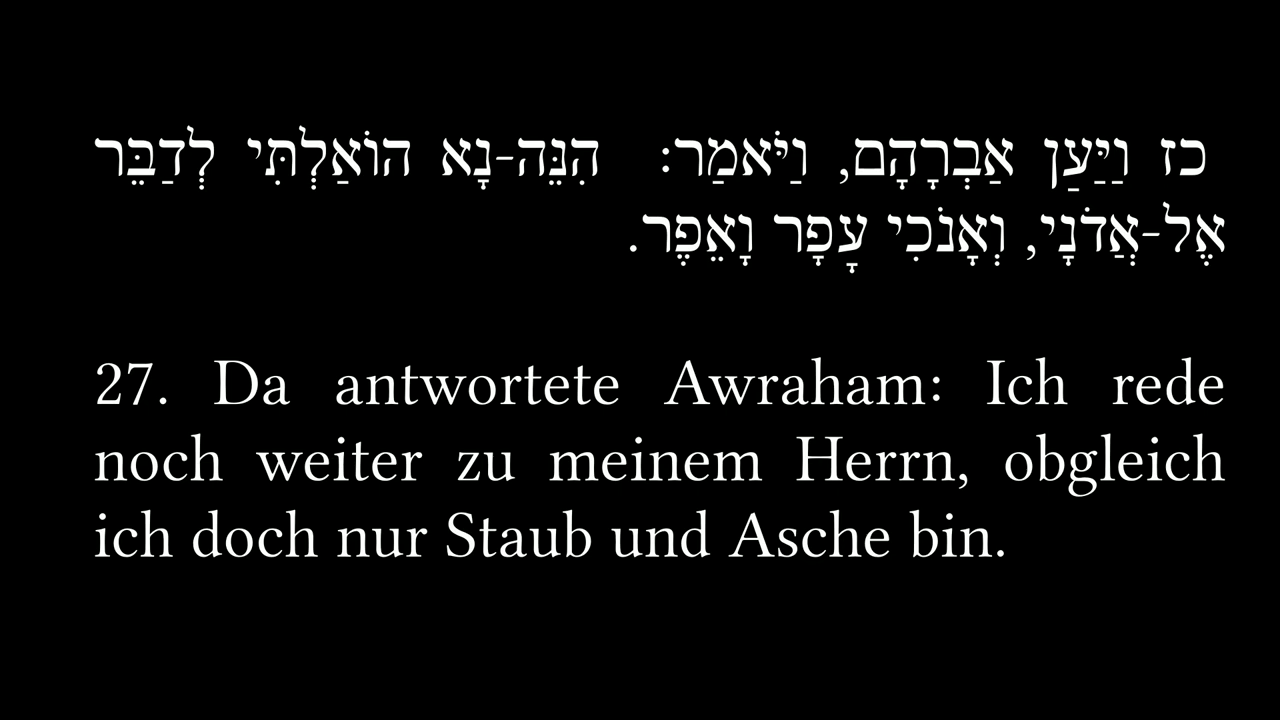 כז וַיַּעַן אַבְרָהָם, וַיֹּאמַר:  הִנֵּה-נָא הוֹאַלְתִּי לְדַבֵּר
אֶל-אֲדֹנָי, וְאָנֹכִי עָפָר וָאֵפֶר.
27. Da antwortete Awraham: Ich rede
noch weiter zu meinem Herrn, obgleich
ich doch nur Staub und Asche bin.